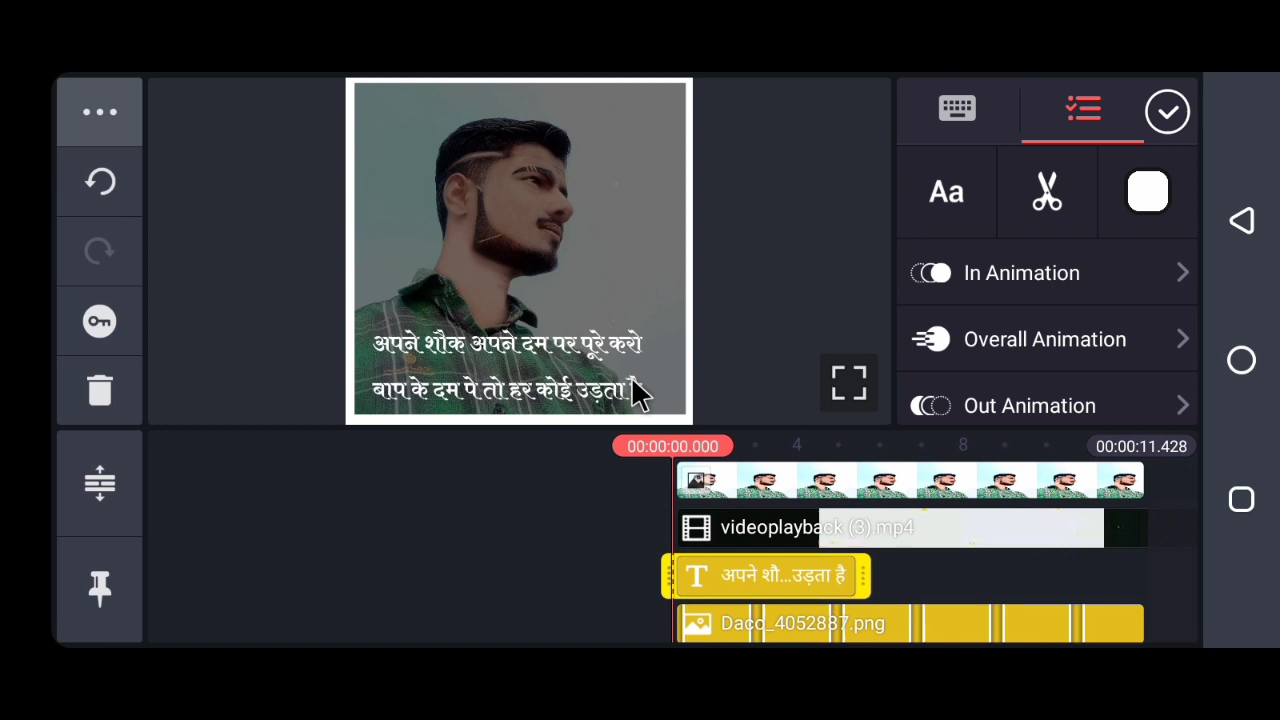 Aa
In Animation
Overall Animation
Out Animation
अपने शौक अपने दम पर पूरे करो
बाप के दम पे तो हर कोई उड़ता
00:00:00.000
4
8
00:00:11.428
videoplayback (3).mp4
T अपने शौ...उड़ता है
Daco_4052887.png